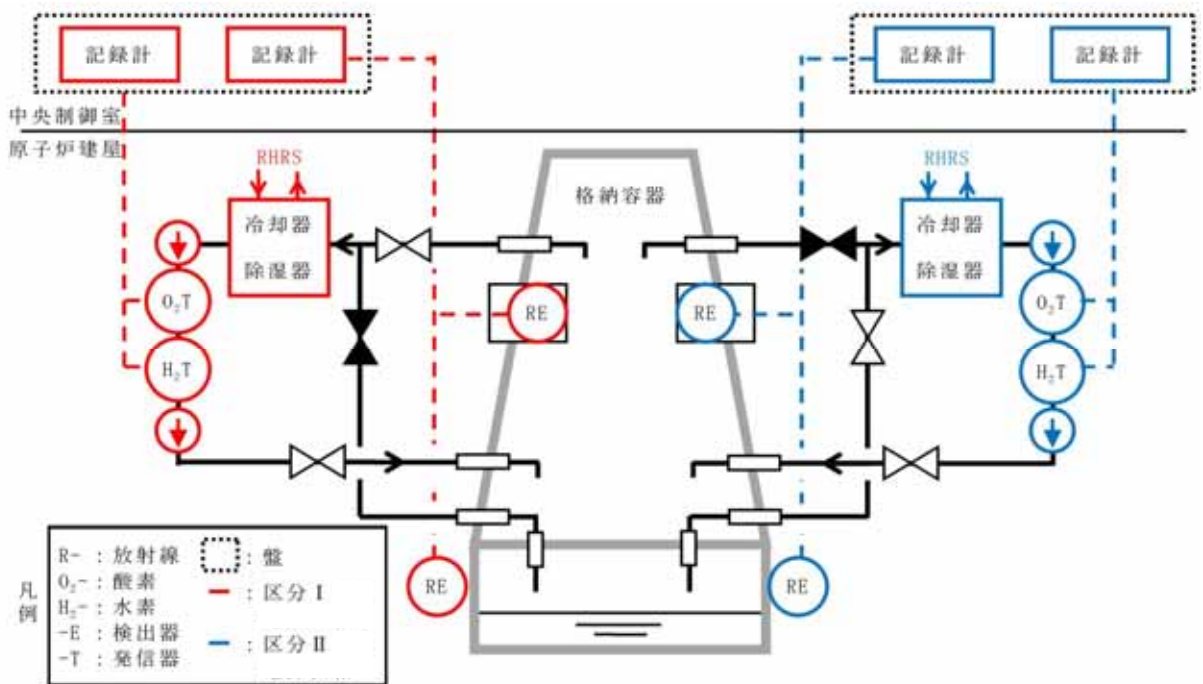 記録計
記録計
記録計
記録計
中央制御室
原子炉建屋
RHRS
RHRS
格納容器
冷却器
除湿器
冷却器
除湿器
O₂T
H₂T
RE
RE
O₂T
H₂T
RE
RE
凡例
R- : 放射線
O₂- : 酸素
H₂- : 水素
-E : 検出器
-T : 発信器
: 盤
: 区分Ⅰ
: 区分Ⅱ